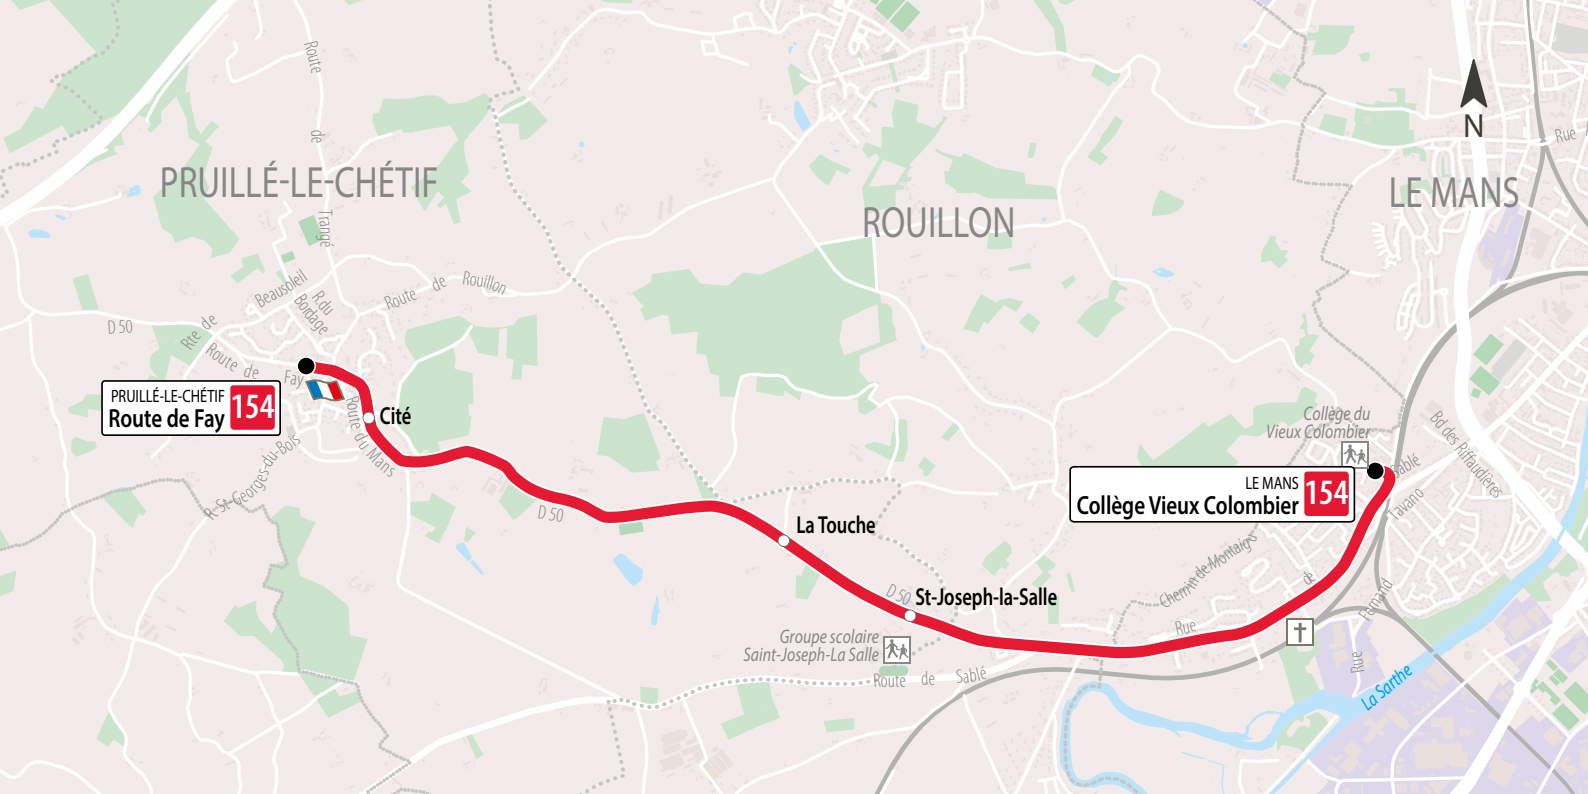 Route
de
Trangé
PRUILLÉ-LE-CHÉTIF
ROUILLON
LE MANS
N
Rue
Beausoleil
R. du
Bordage
Route de Rouillon
D 50
Rte de
Route de Fay
PRUILLÉ-LE-CHÉTIF
Route de Fay
154
Cité
Route du Mans
R. St-Georges-du-Bois
D 50
La Touche
D 50
St-Joseph-la-Salle
Groupe scolaire
Saint-Joseph-La Salle
Route de Sablé
Collège du
Vieux Colombier
LE MANS
Collège Vieux Colombier
154
Bd des Riffaudières
Chemin de Montaigu
Rue de Sablé
Rue Fernand Tavano
La Sarthe